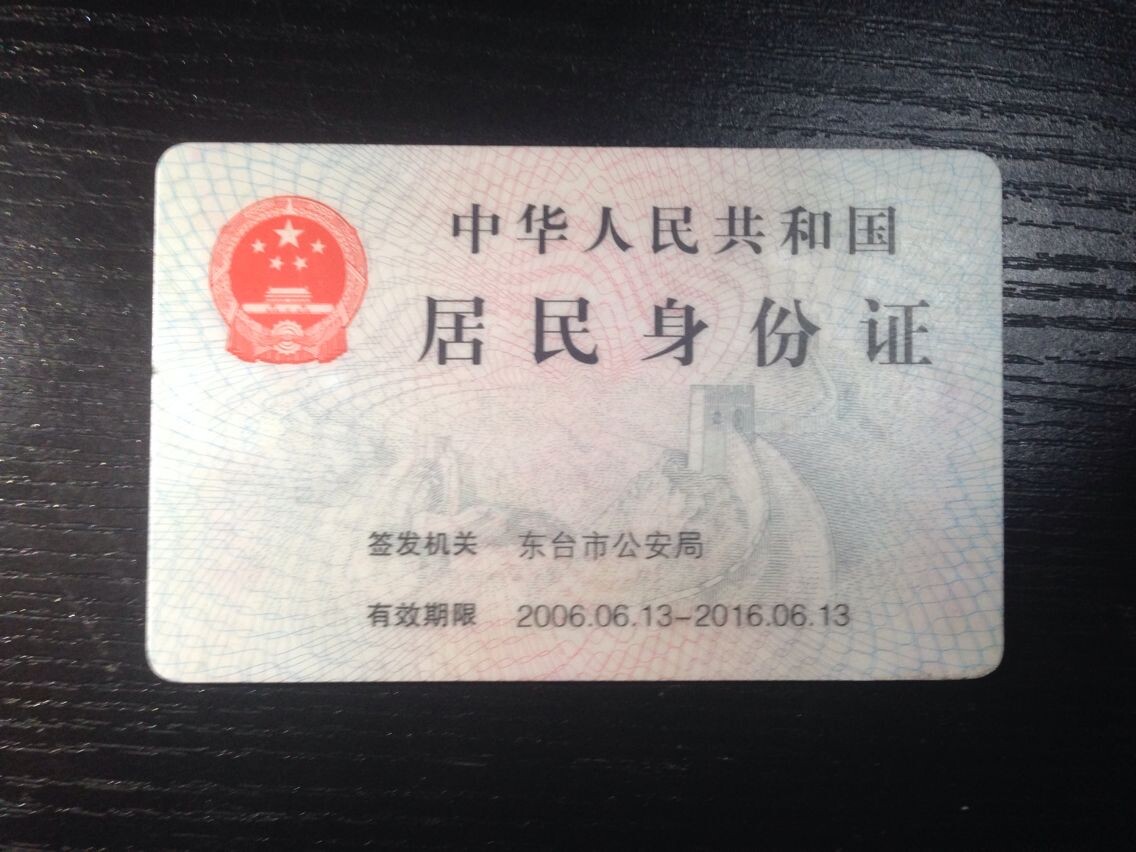 中华人民共和国
居民身份证
签发机关 东台市公安局
有效期限 2006.06.13-2016.06.13